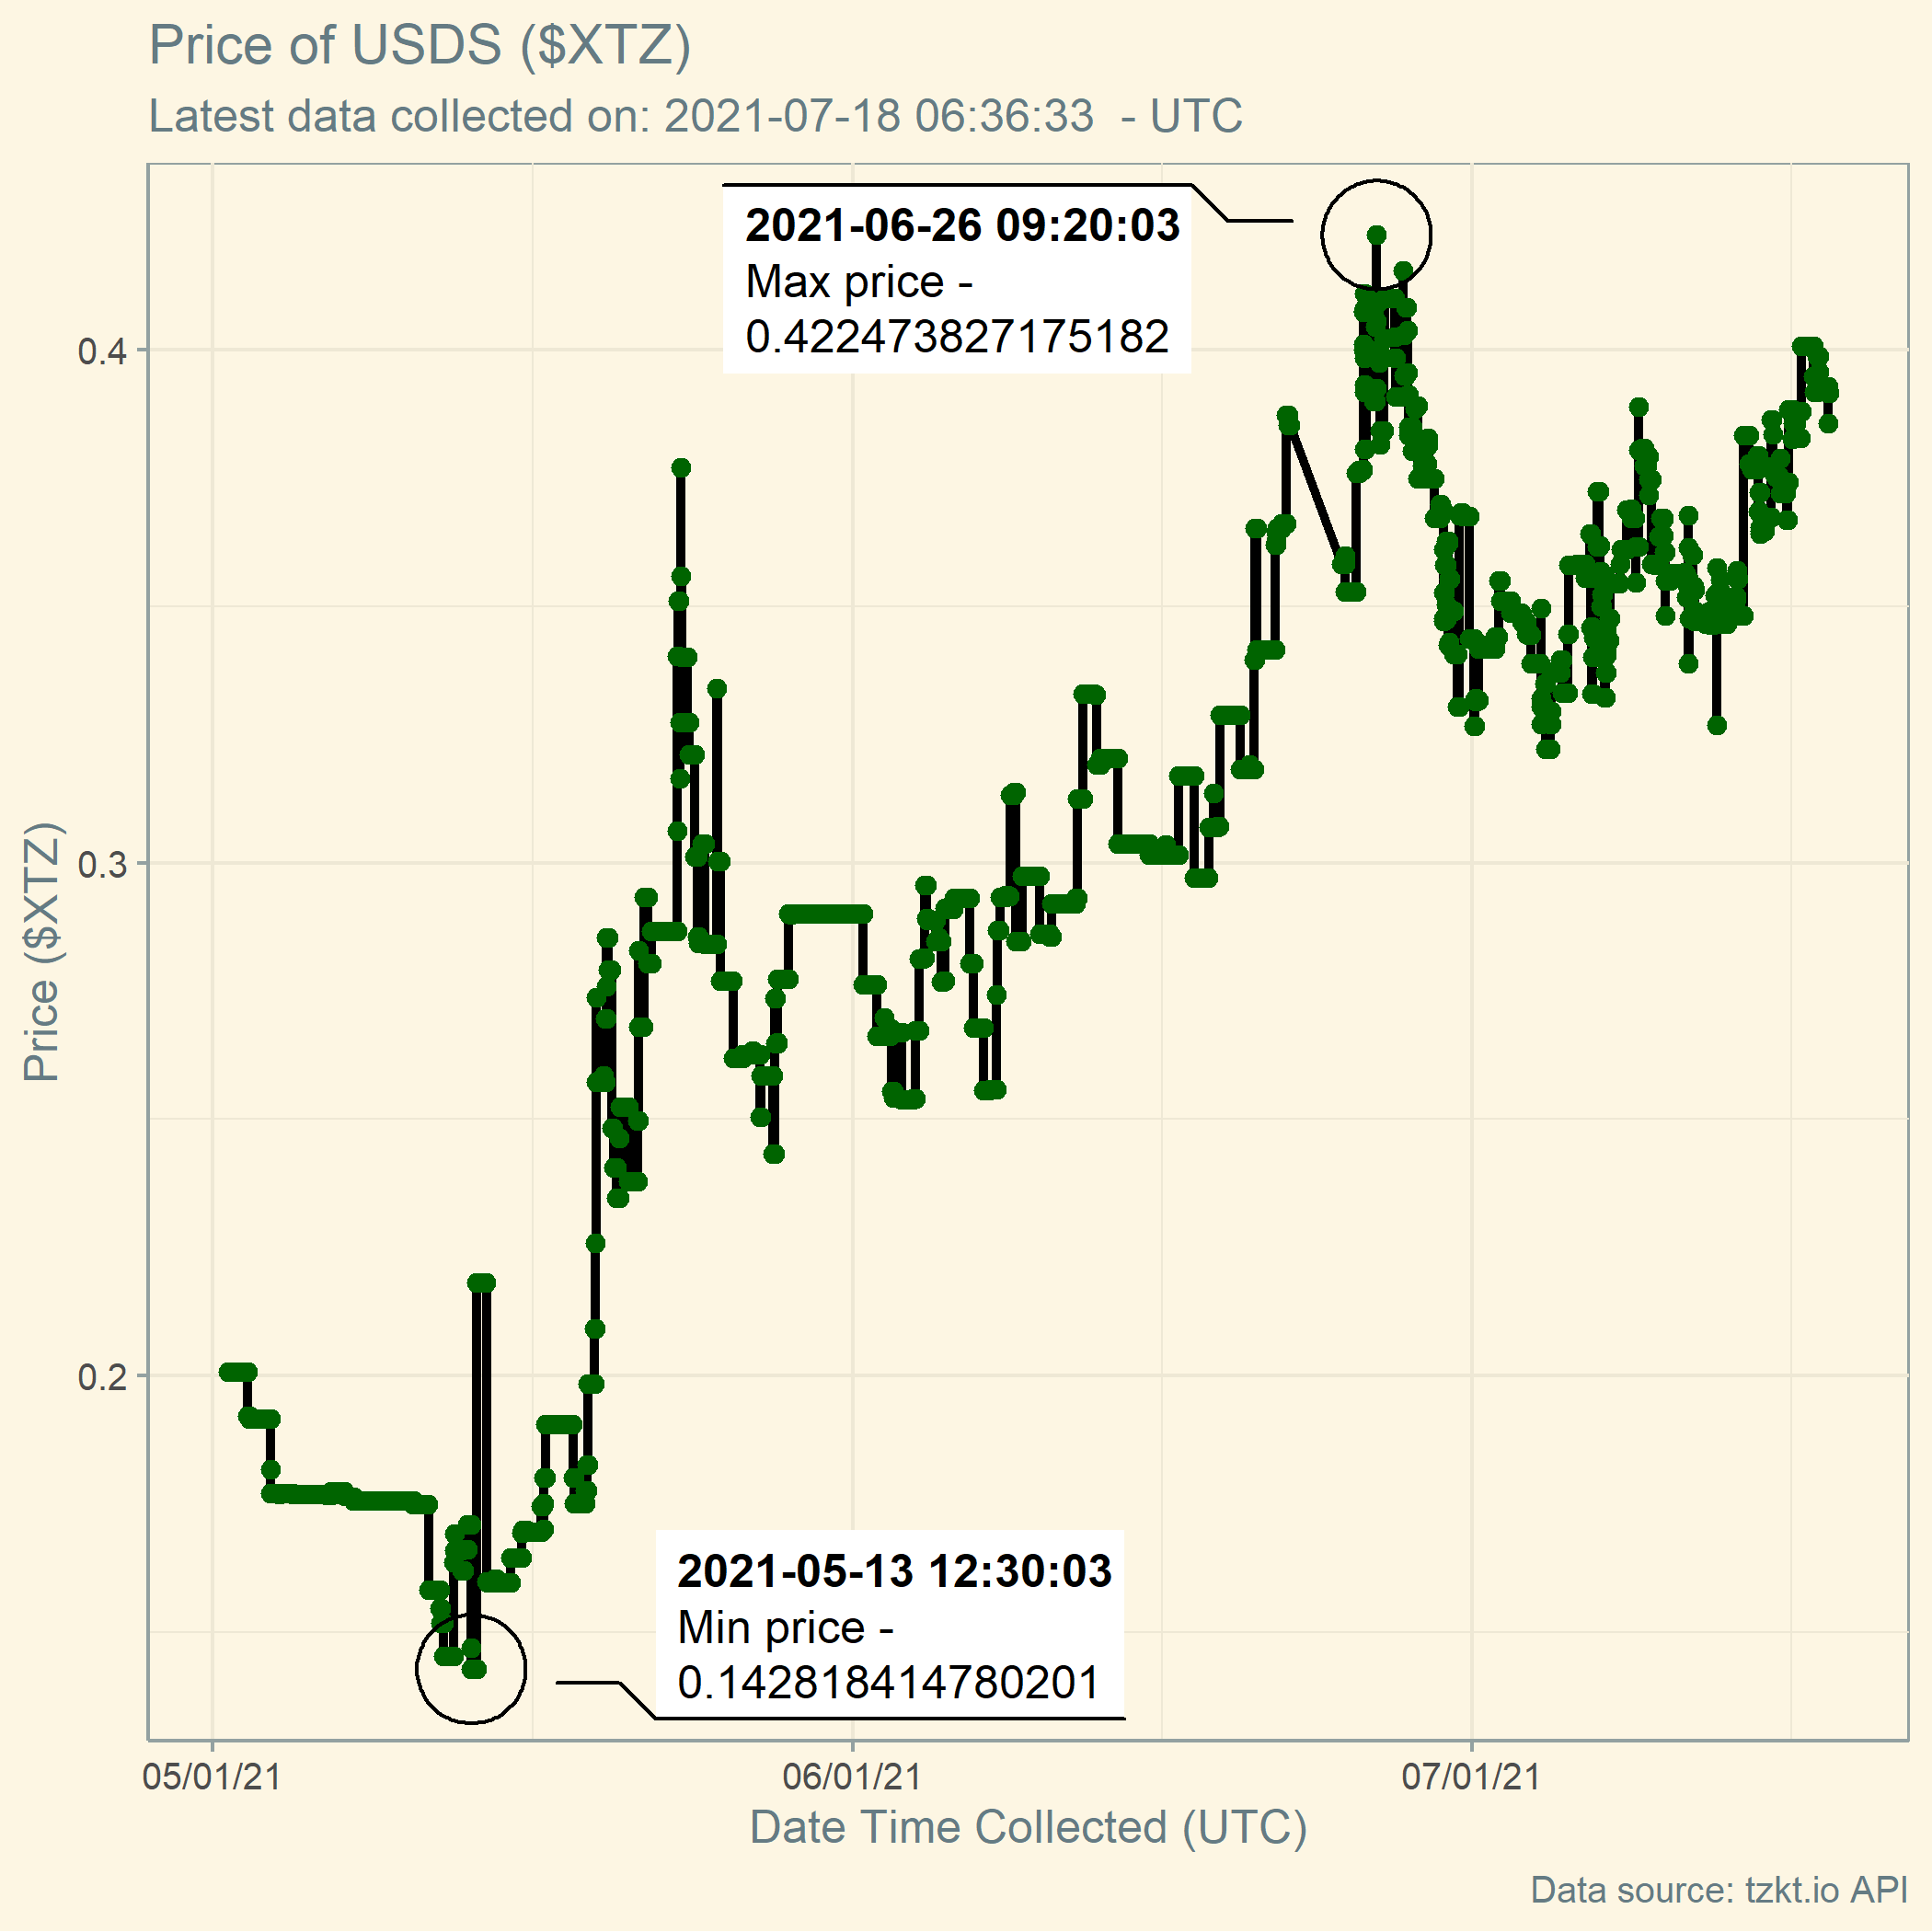 Price of USDS ($XTZ)
Latest data collected on: 2021-07-18 06:36:33  - UTC
2021-06-26 09:20:03
Max price -
0.422473827175182
0.4
0.3
0.2
Price ($XTZ)
2021-05-13 12:30:03
Min price -
0.142818414780201
05/01/21
06/01/21
07/01/21
Date Time Collected (UTC)
Data source: tzkt.io API